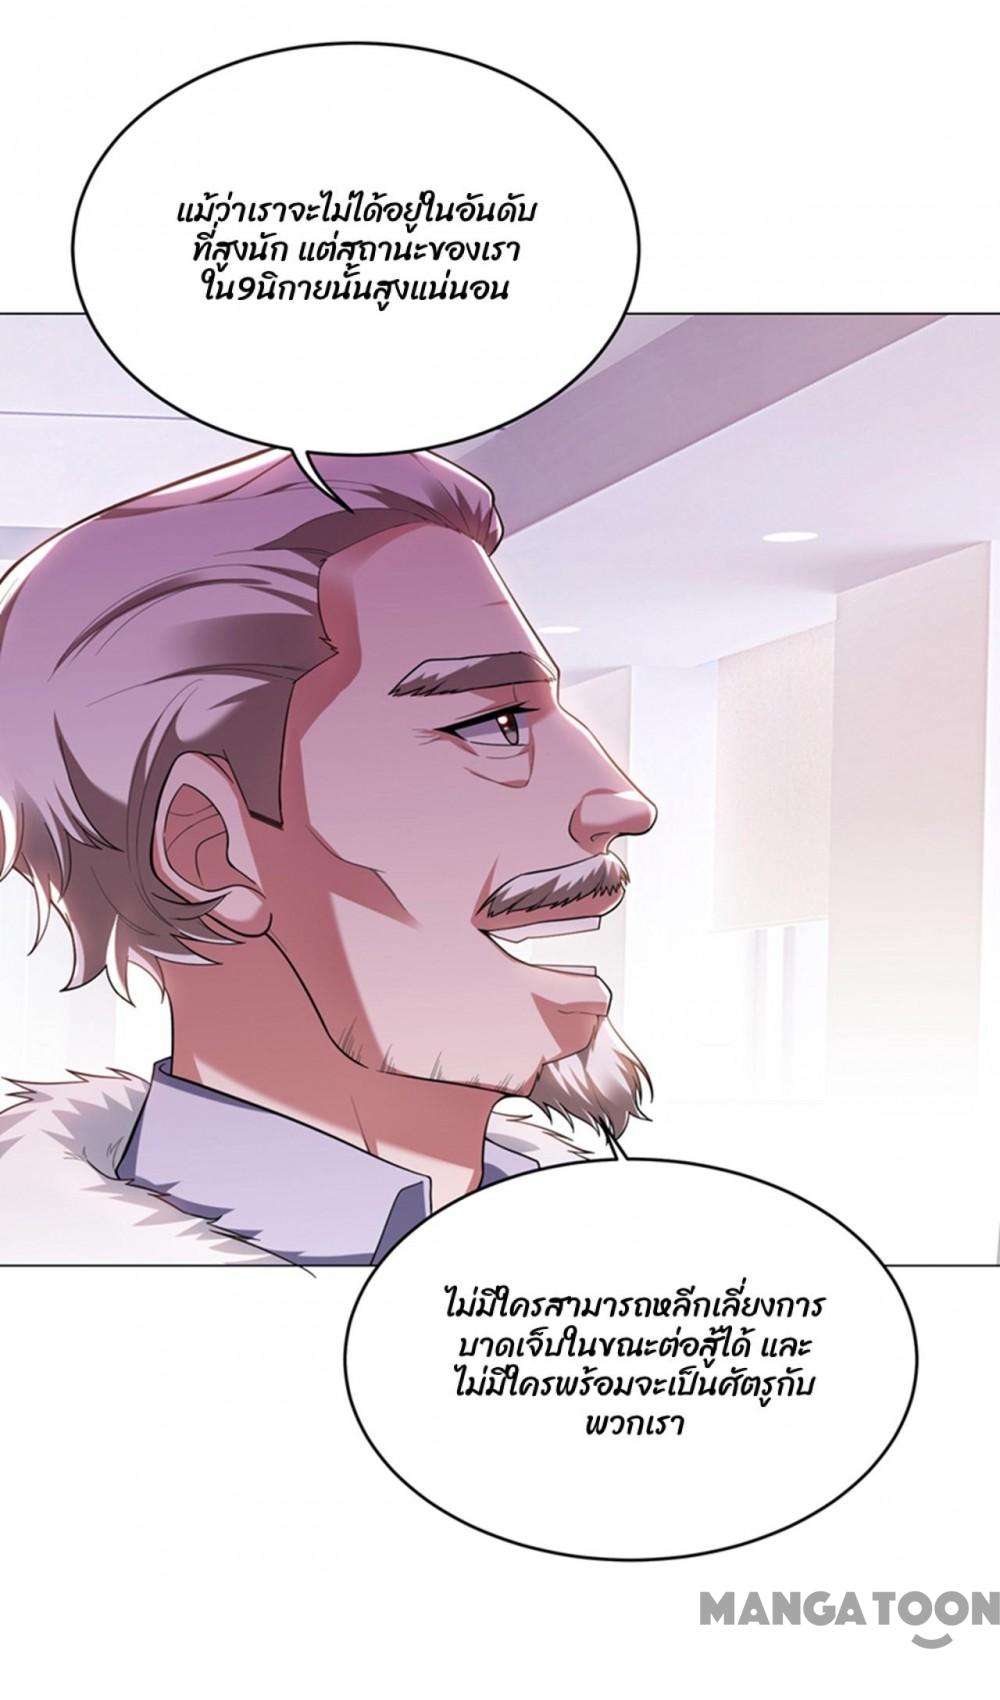 แม้ว่าเราจะไม่ได้อยู่ในอันดับ
ที่สูงนัก แต่สถานะของเรา
ใน9นิกายนั้นสูงแน่นอน
ไม่มีใครสามารถหลีกเลี่ยงการ
บาดเจ็บในขณะต่อสู้ได้ และ
ไม่มีใครพร้อมจะเป็นศัตรูกับ
พวกเรา
MANGATOON